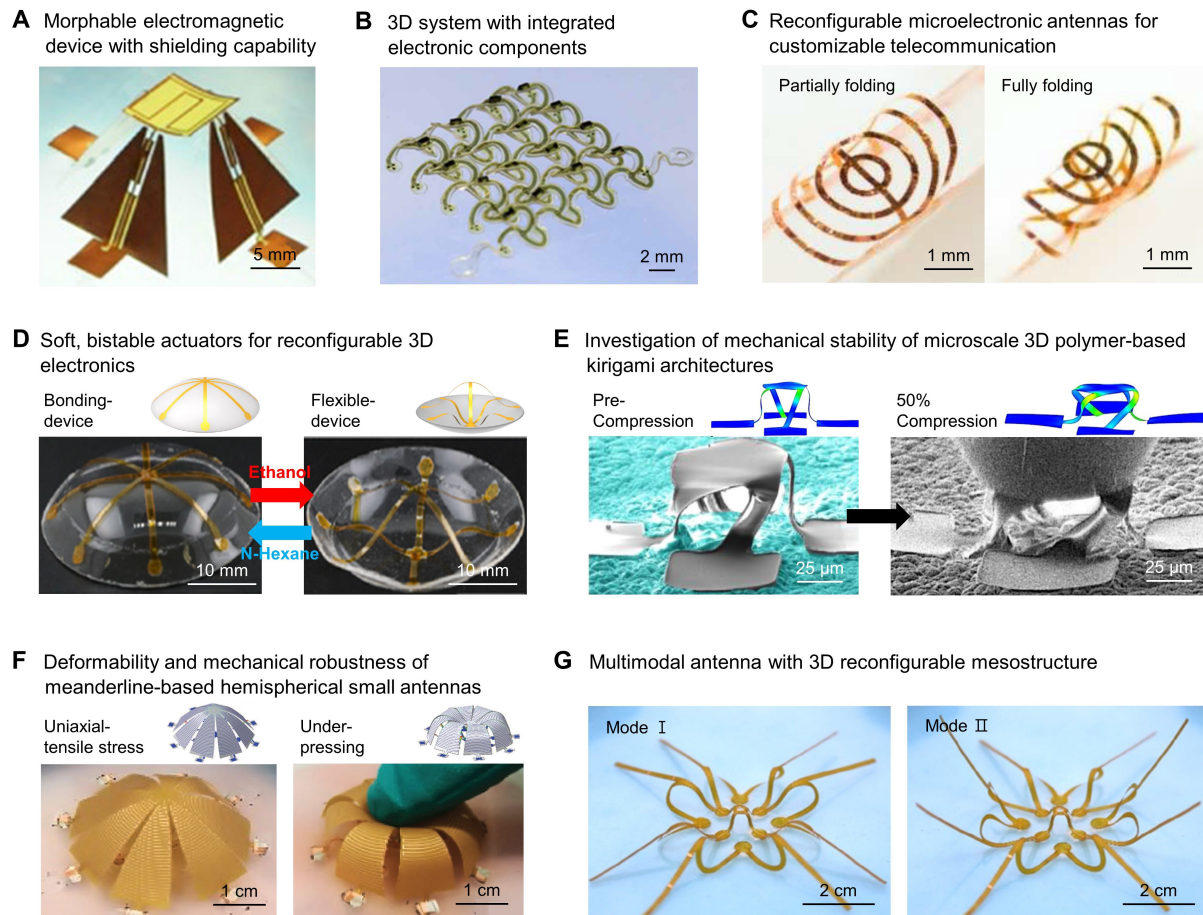 A Morphable electromagnetic
device with shielding capability
5 mm
B 3D system with integrated
electronic components
2 mm
C Reconfigurable microelectronic antennas for
customizable telecommunication
Partially folding
1 mm
Fully folding
1 mm
D Soft, bistable actuators for reconfigurable 3D
electronics
Bonding-
device
10 mm
Ethanol
N-Hexane
Flexible-
device
10 mm
E Investigation of mechanical stability of microscale 3D polymer-based
kirigami architectures
Pre-
Compression
25 µm
50%
Compression
25 µm
F Deformability and mechanical robustness of
meanderline-based hemispherical small antennas
Uniaxial-
tensile stress
1 cm
Under-
pressing
1 cm
G Multimodal antenna with 3D reconfigurable mesostructure
Mode Ⅰ
2 cm
Mode Ⅱ
2 cm